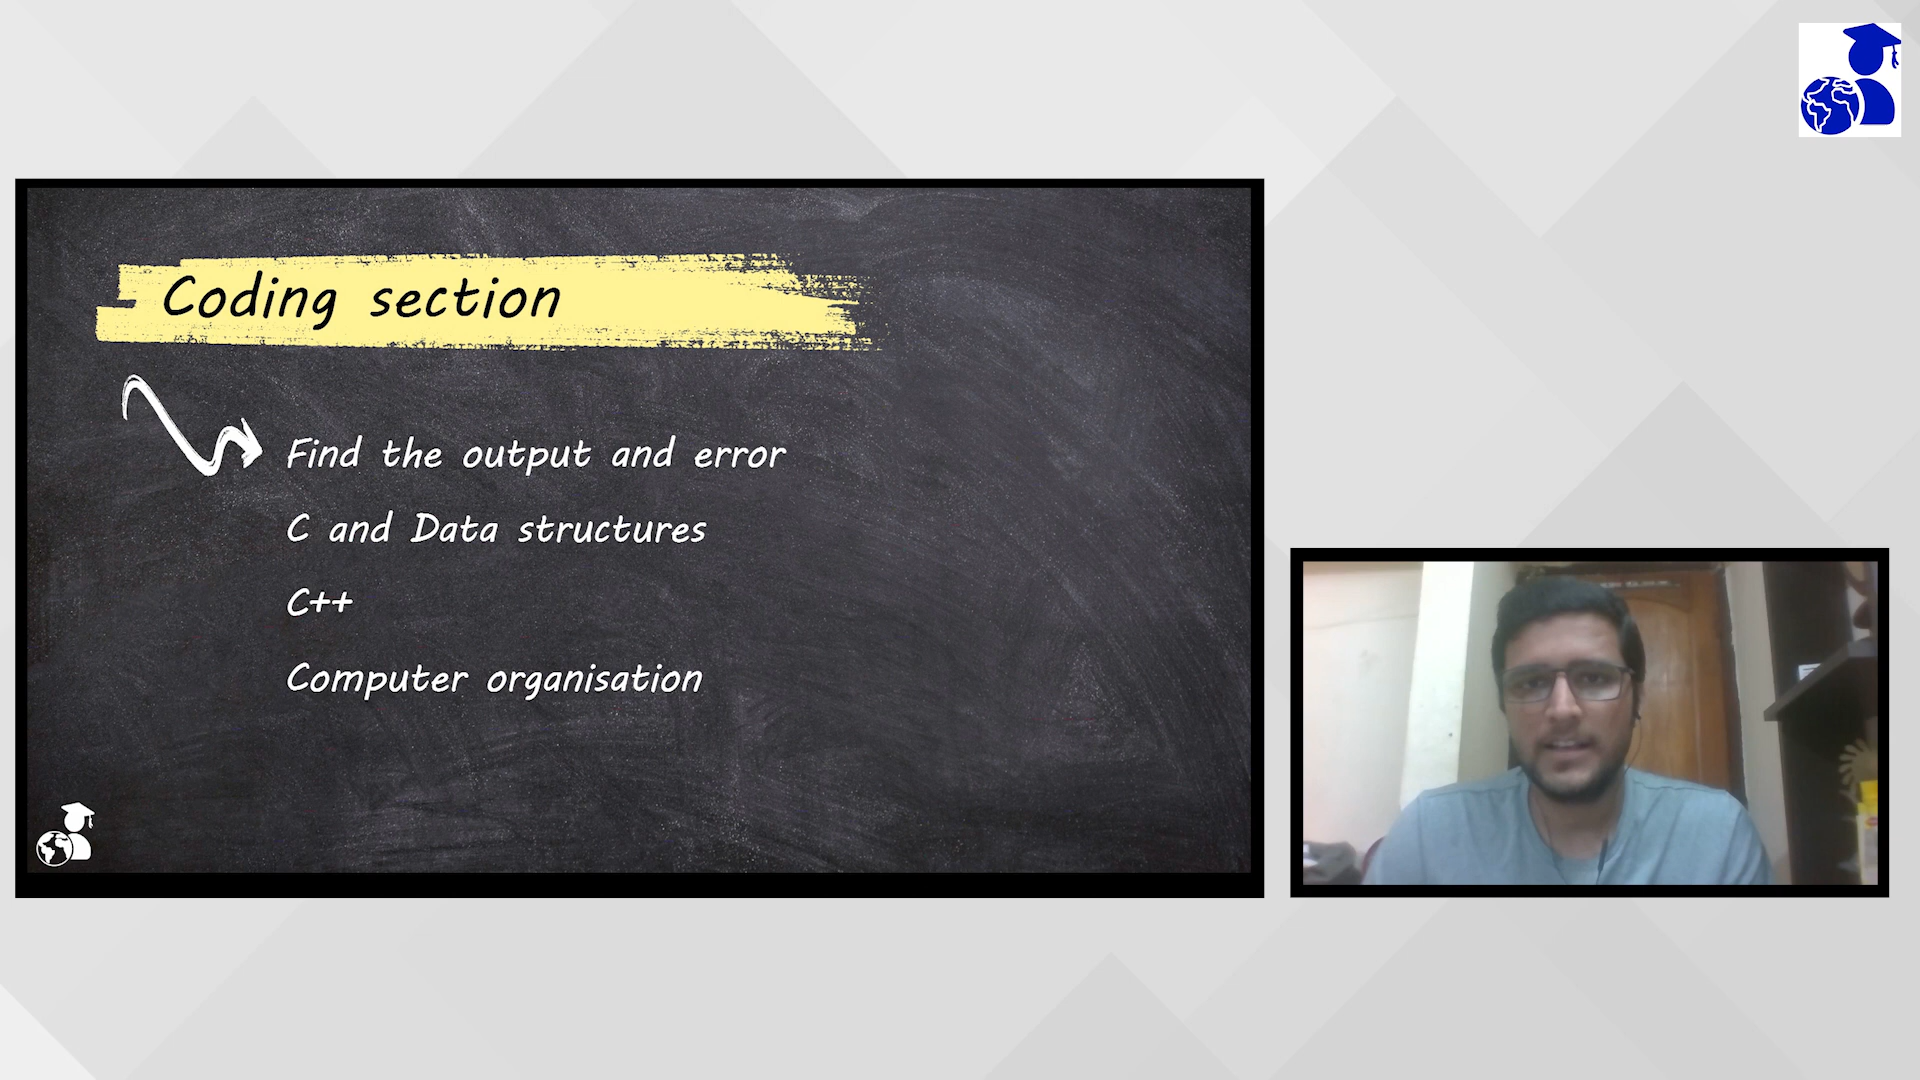 Coding section
Find the output and error
C and Data structures
C++
Computer organisation